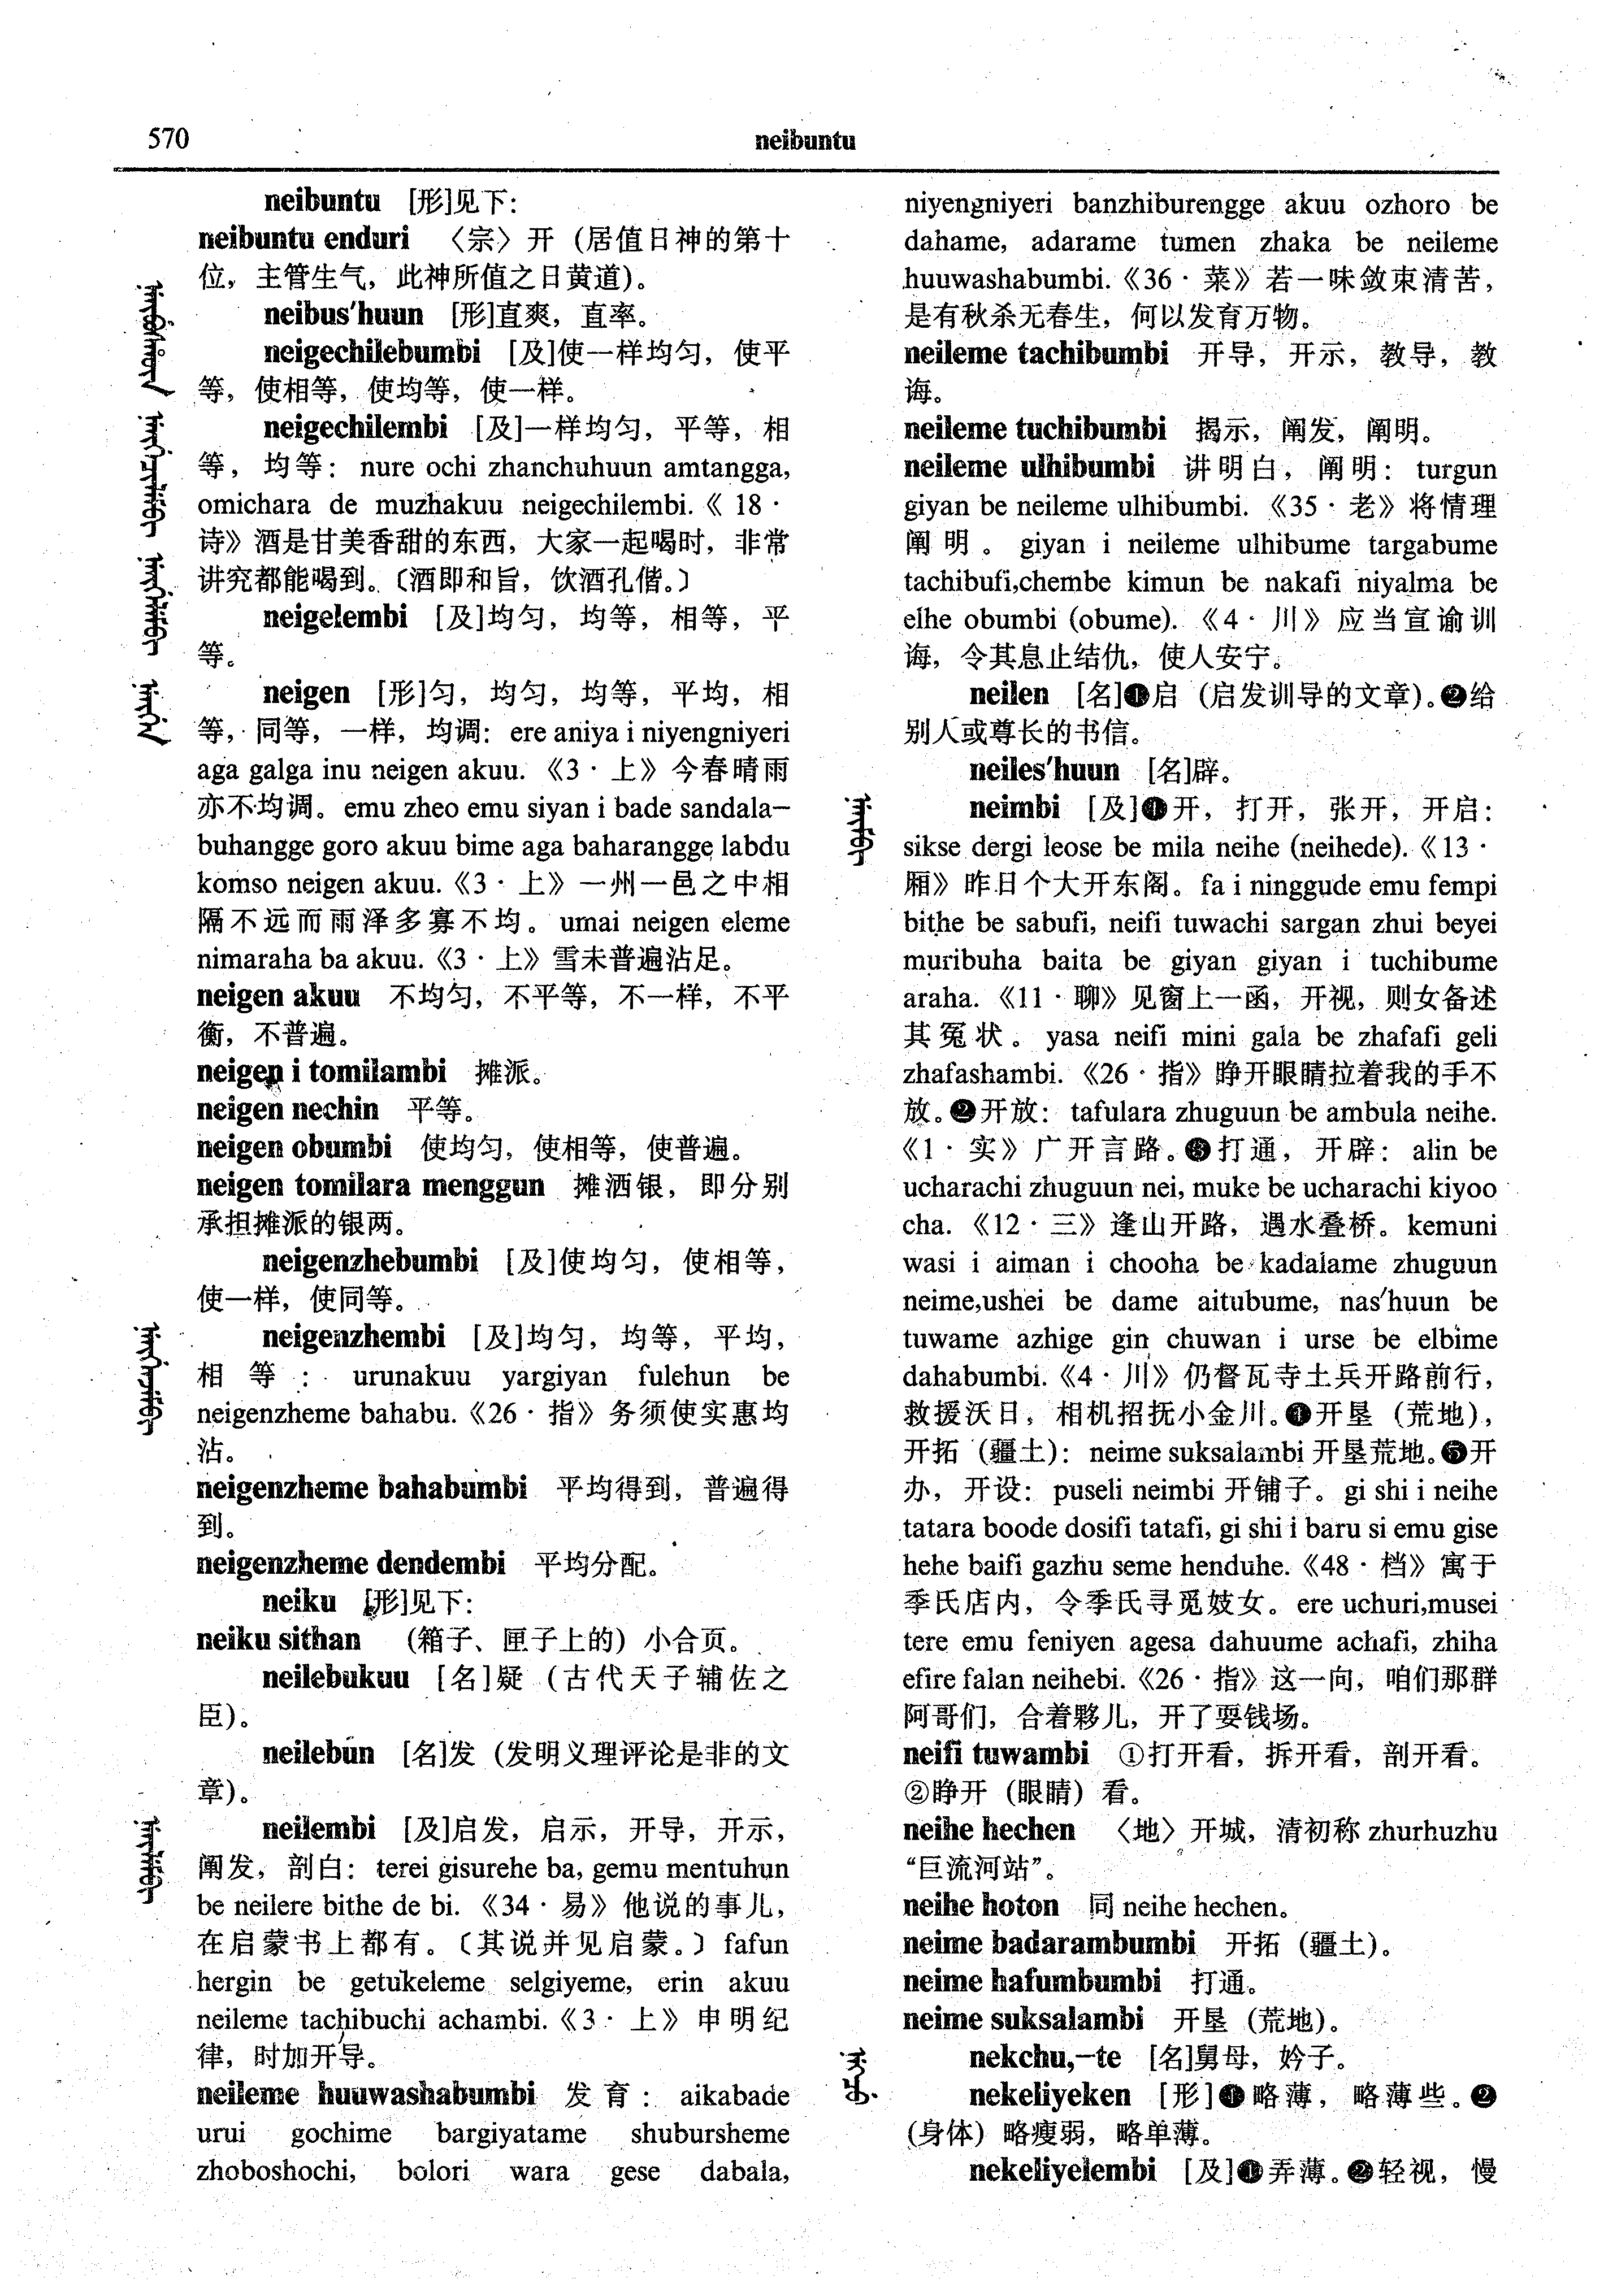 570
neibuntu
neibuntu [形]见下:
neibuntu enduri 〈宗〉开 (居值日神的第十
位, 主管生气, 此神所值之日黄道)。
neibus'huun [形]直爽, 直率。
neigechilebumbi [及]使一样均匀, 使平
等, 使相等, 使均等, 使一样。
neigechilembi [及]一样均匀, 平等, 相
等, 均等: nure ochi zhanchuhuun amtangga,
omichara de muzhakuu neigechilembi.《18·
诗》酒是甘美香甜的东西, 大家一起喝时, 非常
讲究都能喝到。〔酒即和旨, 饮酒孔偕。〕
neigelembi [及]均匀, 均等, 相等, 平
等。
neigen [形]匀, 均匀, 均等, 平均, 相
等, 同等, 一样, 均调: ere aniya i niyengniyeri
aga galga inu neigen akuu.《3·上》今春晴雨
亦不均调。emu zheo emu siyan i bade sandala-
buhangge goro akuu bime aga baharangge labdu
komso neigen akuu.《3·上》一州一邑之中相
隔不远而雨泽多寡不均。umai neigen eleme
nimaraha ba akuu.《3·上》雪未普遍沾足。
neigen akuu 不均匀, 不平等, 不一样, 不平
衡, 不普遍。
neigen i tomilambi 摊派。
neigen nechin 平等。
neigen obumbi 使均匀, 使相等, 使普遍。
neigen tomilara menggun 摊洒银, 即分别
承担摊派的银两。
neigenzhebumbi [及]使均匀, 使相等,
使一样, 使同等。
neigenzhembi [及]均匀, 均等, 平均,
相等: urunakuu yargiyan fulehun be
neigenzheme bahabu.《26·指》务须使实惠均
沾。
neigenzheme bahabumbi 平均得到, 普遍得
到。
neigenzheme dendembi 平均分配。
neiku [形]见下:
neiku sithan (箱子、匣子上的) 小合页。
neilebukuu [名]疑 (古代天子辅佐之
臣)。
neilebun [名]发 (发明义理评论是非的文
章)。
neilembi [及]启发, 启示, 开导, 开示,
阐发, 剖白: terei gisurehe ba, gemu mentuhun
be neilere bithe de bi.《34·易》他说的事儿,
在启蒙书上都有。〔其说并见启蒙。〕fafun
hergin be getukeleme selgiyeme, erin akuu
neileme tachibuchi achambi.《3·上》申明纪
律, 时加开导。
neileme huuwashabumbi 发育: aikabade
urui gochime bargiyatame shubursheme
zhoboshochi, bolori wara gese dabala,
niyengniyeri banzhiburengge akuu ozhoro be
dahame, adarame tumen zhaka be neileme
huuwashabumbi.《36·菜》若一味敛束清苦,
是有秋杀无春生, 何以发育万物。
neileme tachibumbi 开导, 开示, 教导, 教
诲。
neileme tuchibumbi 揭示, 阐发, 阐明。
neileme ulhibumbi 讲明白, 阐明: turgun
giyan be neileme ulhibumbi.《35·老》将情理
阐明。giyan i neileme ulhibume targabume
tachibufi,chembe kimun be nakafi niyalma be
elhe obumbi (obume).《4·川》应当宣谕训
诲, 令其息止结仇, 使人安宁。
neilen [名]❶启 (启发训导的文章)。❷给
别人或尊长的书信。
neiles'huun [名]辟。
neimbi [及]❶开, 打开, 张开, 开启:
sikse dergi leose be mila neihe (neihede).《13·
厢》昨日个大开东阁。fa i ninggude emu fempi
bithe be sabufi, neifi tuwachi sargan zhui beyei
muribuha baita be giyan giyan i tuchibume
araha.《11·聊》见窗上一函, 开视, 则女备述
其冤状。yasa neifi mini gala be zhafafi geli
zhafashambi.《26·指》睁开眼睛拉着我的手不
放。❷开放: tafulara zhuguun be ambula neihe.
《1·实》广开言路。❸打通, 开辟: alin be
ucharachi zhuguun nei, muke be ucharachi kiyoo
cha.《12·三》逢山开路, 遇水叠桥。kemuni
wasi i aiman i chooha be kadalame zhuguun
neime,ushei be dame aitubume, nas'huun be
tuwame azhige gin chuwan i urse be elbime
dahabumbi.《4·川》仍督瓦寺土兵开路前行,
救援沃日, 相机招抚小金川。❹开垦 (荒地),
开拓 (疆土): neime suksalambi 开垦荒地。❺开
办, 开设: puseli neimbi 开铺子。gi shi i neihe
tatara boode dosifi tatafi, gi shi i baru si emu gise
hehe baifi gazhu seme henduhe.《48·档》寓于
季氏店内, 令季氏寻觅妓女。ere uchuri,musei
tere emu feniyen agesa dahuume achafi, zhiha
efire falan neihebi.《26·指》这一向, 咱们那群
阿哥们, 合着夥儿, 开了耍钱场。
neifi tuwambi ①打开看, 拆开看, 剖开看。
②睁开 (眼睛) 看。
neihe hechen 〈地〉开城, 清初称 zhurhuzhu
“巨流河站”。
neihe hoton 同 neihe hechen。
neime badarambumbi 开拓 (疆土)。
neime hafumbumbi 打通。
neime suksalambi 开垦 (荒地)。
nekchu,-te [名]舅母, 妗子。
nekeliyeken [形]❶略薄, 略薄些。❷
(身体) 略瘦弱, 略单薄。
nekeliyelembi [及]❶弄薄。❷轻视, 慢